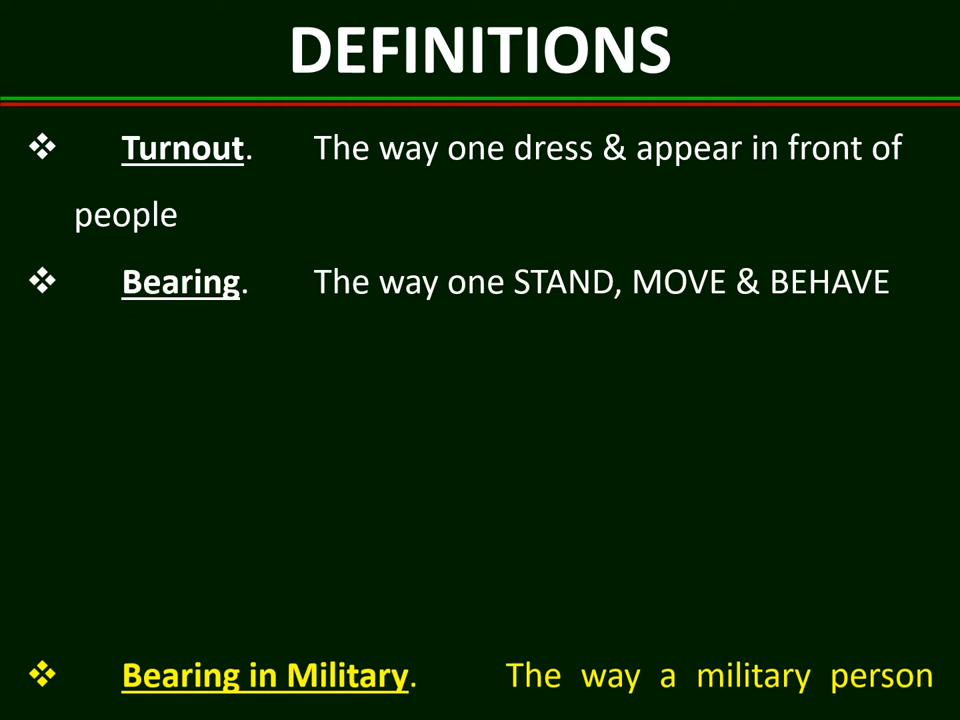 DEFINITIONS
❖ Turnout. The way one dress & appear in front of
people
❖ Bearing. The way one STAND, MOVE & BEHAVE
❖ Bearing in Military. The way a military person